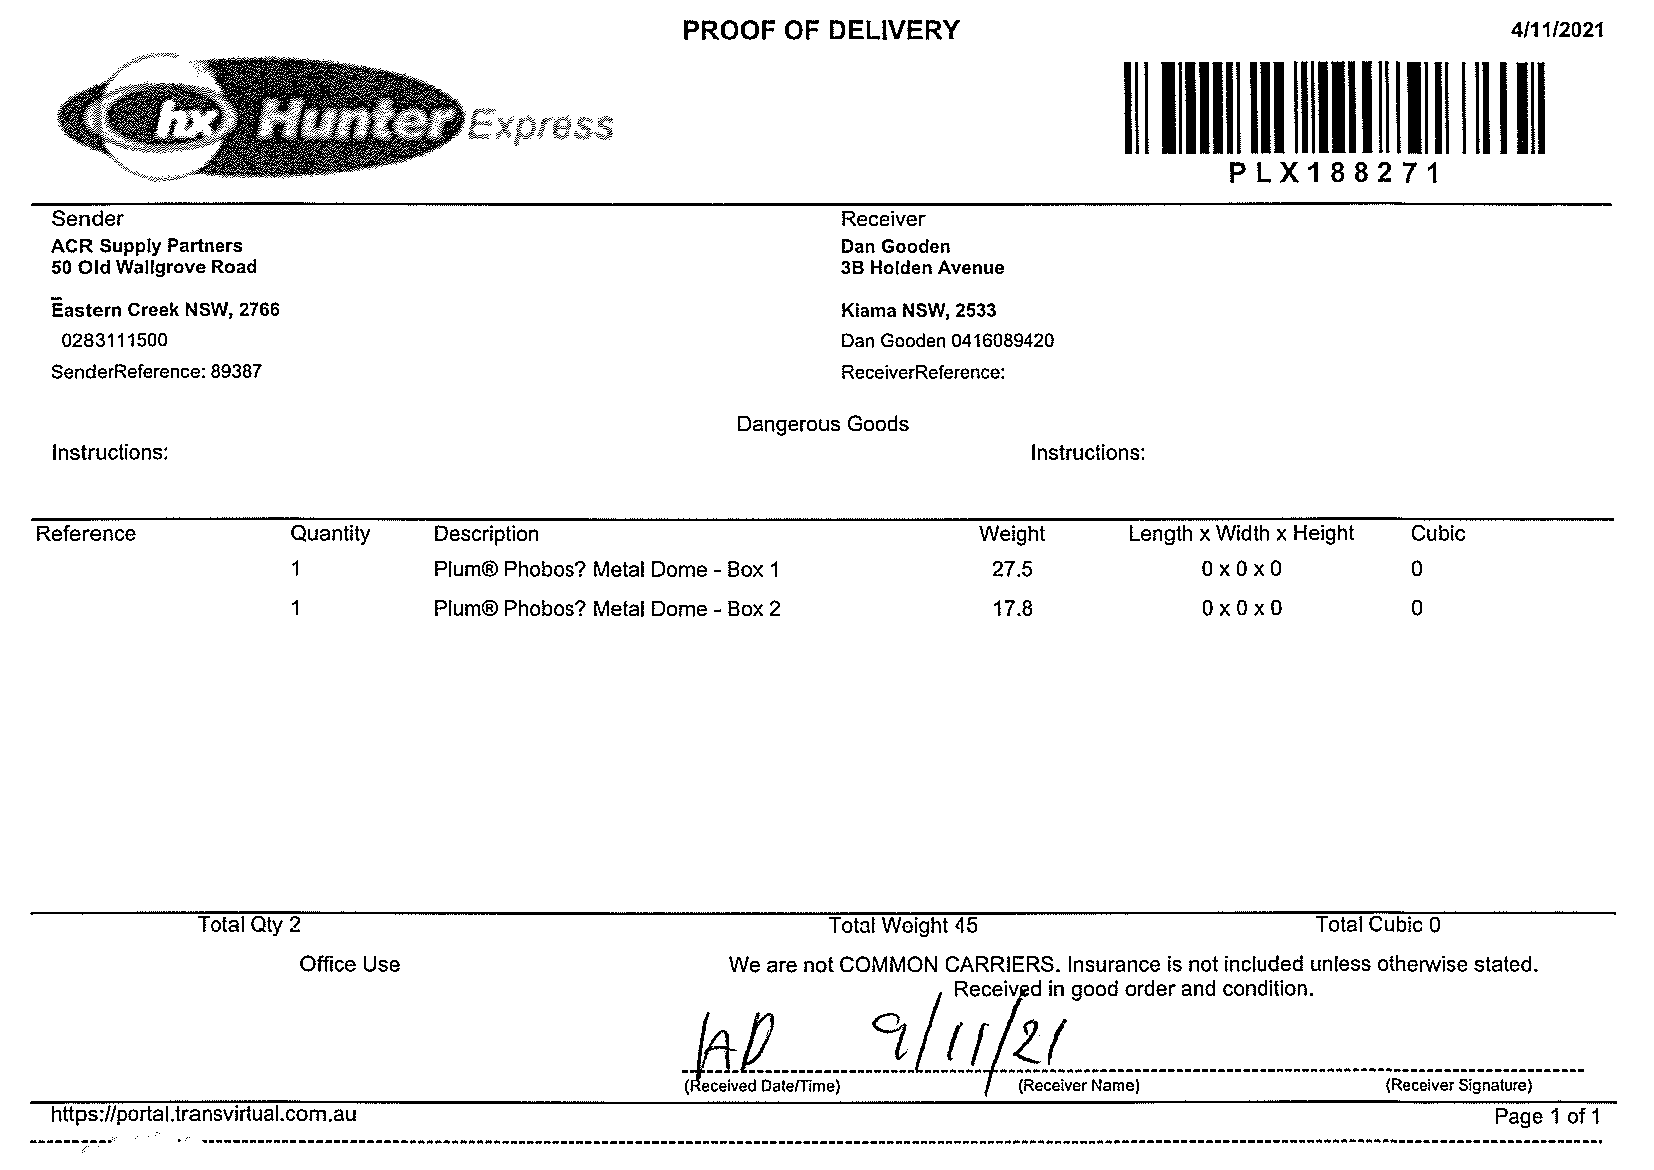 PROOF OF DELIVERY
4/11/2021
hx Hunter Express
PLX188271
Sender
ACR Supply Partners
50 Old Wallgrove Road
Eastern Creek NSW, 2766
0283111500
SenderReference: 89387
Receiver
Dan Gooden
3B Holden Avenue
Kiama NSW, 2533
Dan Gooden 0416089420
ReceiverReference:
Dangerous Goods
Instructions:
Instructions:
Reference Quantity Description Weight Length x Width x Height Cubic
1 Plum® Phobos? Metal Dome - Box 1 27.5 0 x 0 x 0 0
1 Plum® Phobos? Metal Dome - Box 2 17.8 0 x 0 x 0 0
Total Qty 2 Total Weight 45 Total Cubic 0
Office Use
We are not COMMON CARRIERS. Insurance is not included unless otherwise stated.
Received in good order and condition.
9/11/21
(Received Date/Time) (Receiver Name) (Receiver Signature)
https://portal.transvirtual.com.au
Page 1 of 1